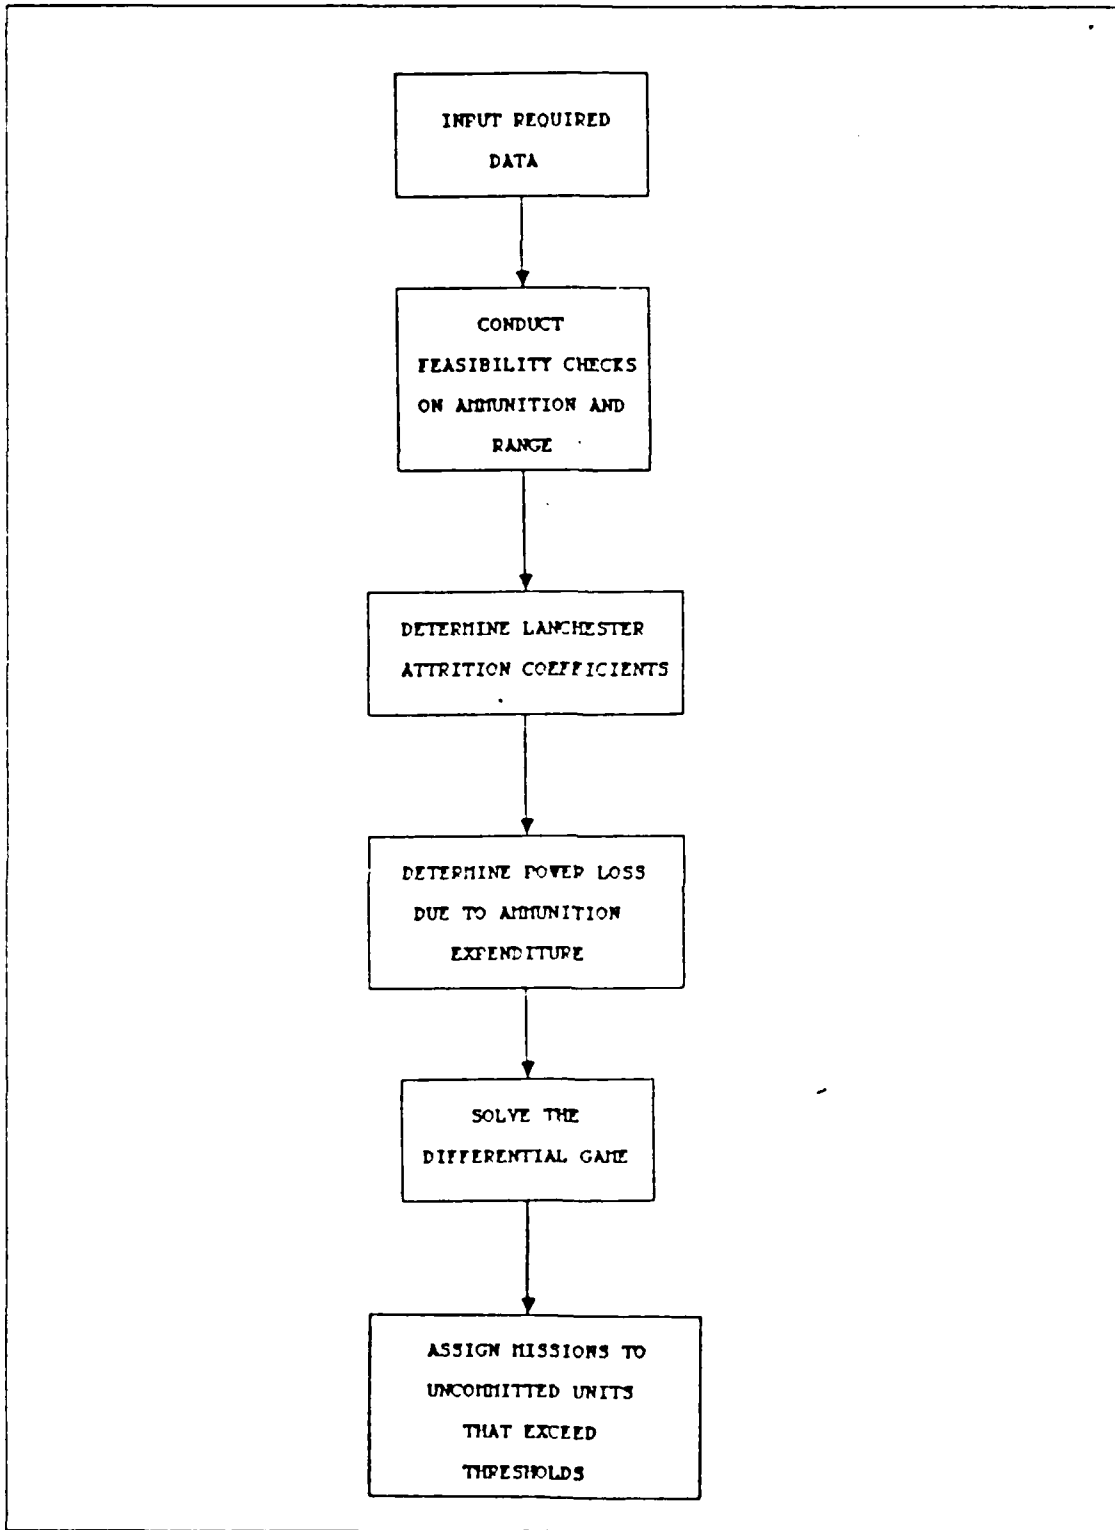 INPUT REQUIRED
DATA
CONDUCT
FEASIBILITY CHECKS
ON AMMUNITION AND
RANGE
DETERMINE LANCHESTER
ATTRITION COEFFICIENTS
DETERMINE POWER LOSS
DUE TO AMMUNITION
EXPENDITURE
SOLVE THE
DIFFERENTIAL GAME
ASSIGN MISSIONS TO
UNCOMMITTED UNITS
THAT EXCEED
THRESHOLDS